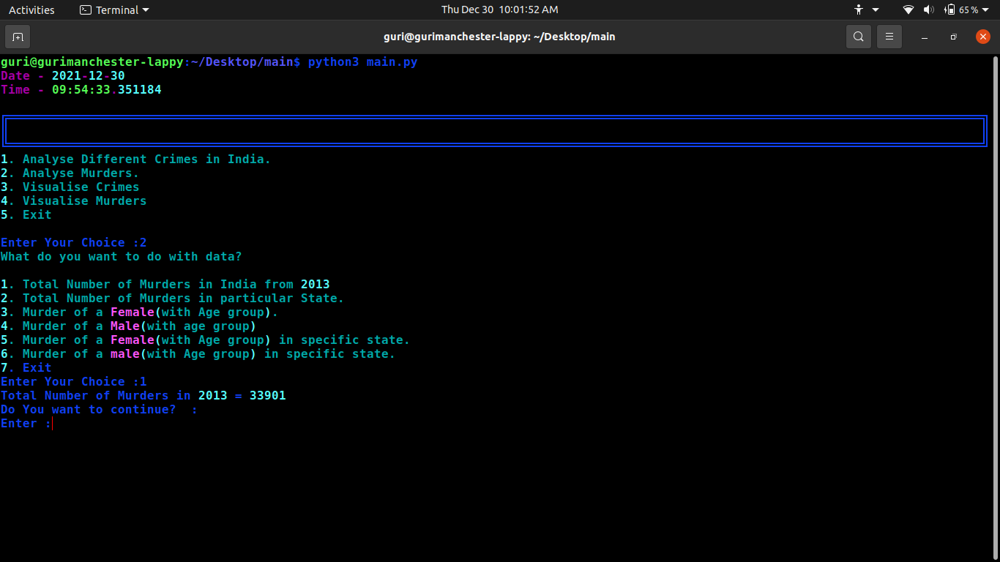 Activities Terminal Thu Dec 30 10:01:52 AM 65%
guri@gurimanchester-lappy: ~/Desktop/main
guri@gurimanchester-lappy:~/Desktop/main$ python3 main.py
Date - 2021-12-30
Time - 09:54:33.351184
1. Analyse Different Crimes in India.
2. Analyse Murders.
3. Visualise Crimes
4. Visualise Murders
5. Exit
Enter Your Choice :2
What do you want to do with data?
1. Total Number of Murders in India from 2013
2. Total Number of Murders in particular State.
3. Murder of a Female(with Age group).
4. Murder of a Male(with age group)
5. Murder of a Female(with Age group) in specific state.
6. Murder of a male(with Age group) in specific state.
7. Exit
Enter Your Choice :1
Total Number of Murders in 2013 = 33901
Do You want to continue?  :
Enter :